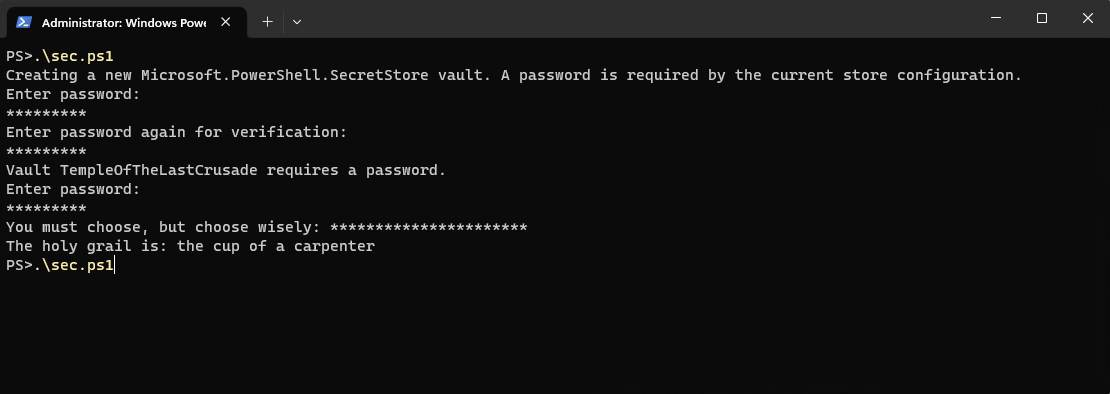 Administrator: Windows Powe
PS>.\sec.ps1
Creating a new Microsoft.PowerShell.SecretStore vault. A password is required by the current store configuration.
Enter password:
*********
Enter password again for verification:
*********
Vault TempleOfTheLastCrusade requires a password.
Enter password:
*********
You must choose, but choose wisely: **********************
The holy grail is: the cup of a carpenter
PS>.\sec.ps1